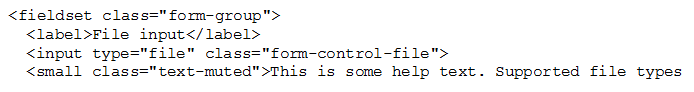 <fieldset class="form-group">
<label>File input</label>
<input type="file" class="form-control-file">
<small class="text-muted">This is some help text. Supported file types